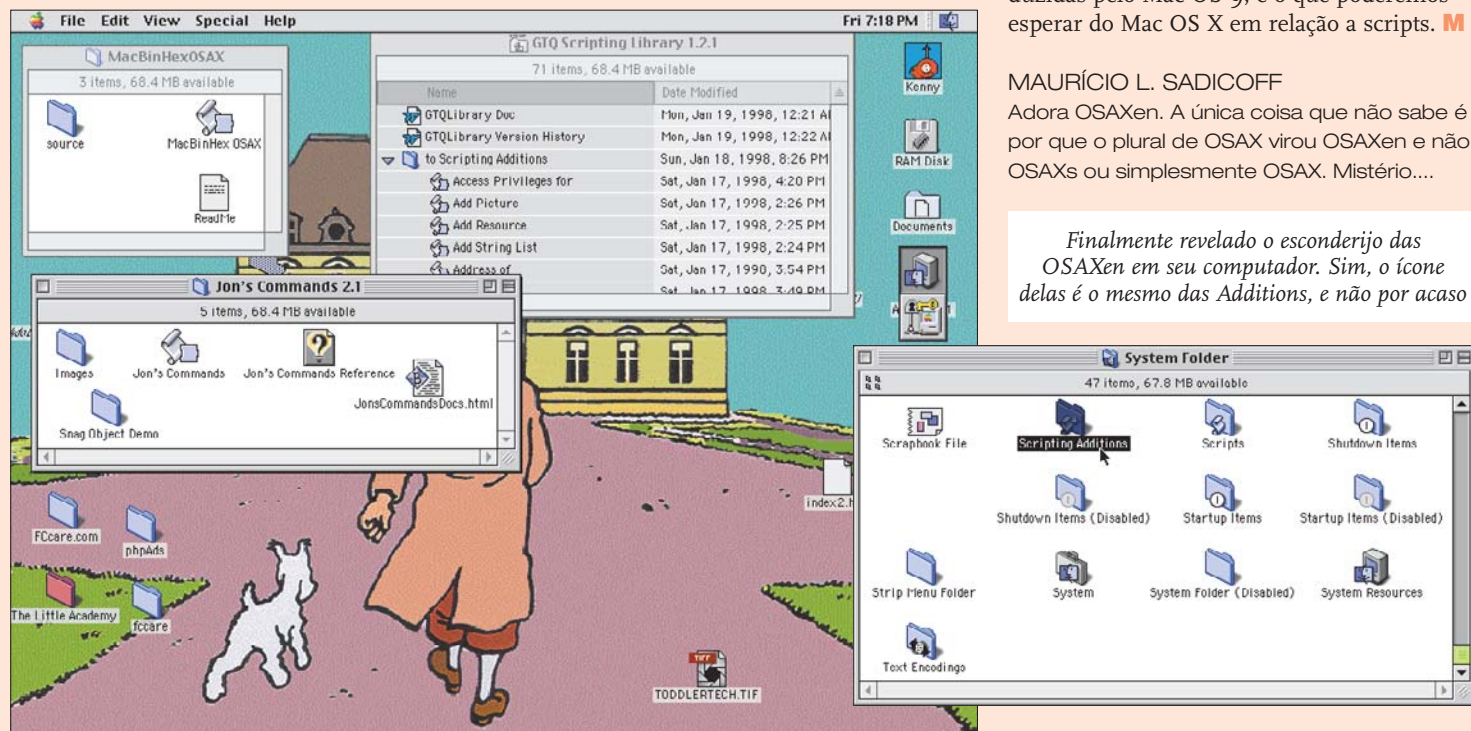 File Edit View Special Help
Fri 7:18 PM
MacBinHexOSAX
3 items, 68.4 MB available
source
MacBinHex OSAX
ReadMe
GTQ Scripting Library 1.2.1
71 items, 68.4 MB available
Name Date Modified
GTQLibrary Doc Mon, Jan 19, 1998, 12:21 A
GTQLibrary Version History Mon, Jan 19, 1998, 12:22 A
to Scripting Additions Sun, Jan 18, 1998, 8:26 PM
Access Privileges for Sat, Jan 17, 1998, 4:20 PM
Add Picture Sat, Jan 17, 1998, 2:26 PM
Add Resource Sat, Jan 17, 1998, 2:25 PM
Add String List Sat, Jan 17, 1998, 2:24 PM
Address of Sat, Jan 17, 1998, 3:54 PM
Sat, Jan 17, 1998, 3:49 PM
Kenny
RAM Disk
Documents
Jon's Commands 2.1
5 items, 68.4 MB available
Images
Jon's Commands
Jon's Commands Reference
JonsCommandsDocs.html
Snag Object Demo
index2.h
FCcare.com
phpAds
The Little Academy
fccare
TIFF
TODDLERTECH.TIF
duzidas pelo Mac OS 9, e o que poderemos
esperar do Mac OS X em relação a scripts. M
MAURÍCIO L. SADICOFF
Adora OSAXen. A única coisa que não sabe é
por que o plural de OSAX virou OSAXen e não
OSAXs ou simplesmente OSAX. Mistério....
Finalmente revelado o esconderijo das
OSAXen em seu computador. Sim, o ícone
delas é o mesmo das Additions, e não por acaso
System Folder
47 items, 67.8 MB available
Scrapbook File
Scripting Additions
Scripts
Shutdown Items
Shutdown Items (Disabled)
Startup Items
Startup Items (Disabled)
Strip Menu Folder
System
System Folder (Disabled)
System Resources
Text Encodings